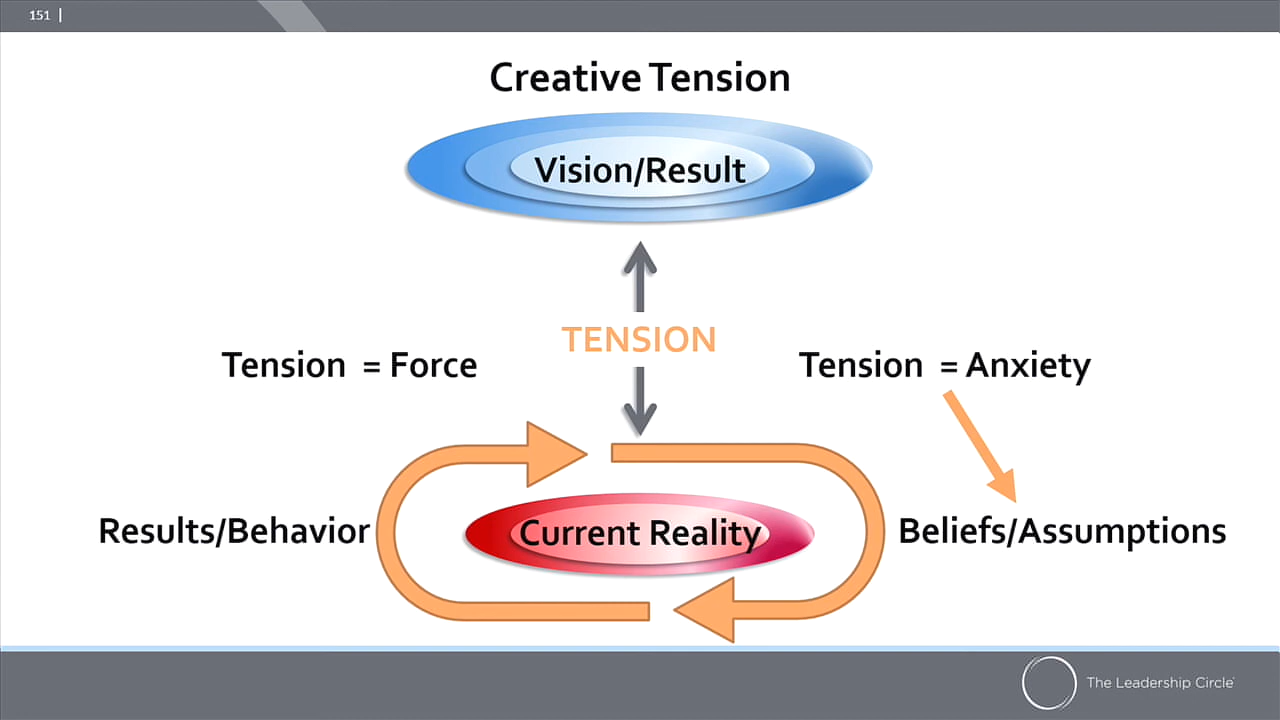 151 |
Creative Tension
Vision/Result
TENSION
Tension = Force
Tension = Anxiety
Results/Behavior
Current Reality
Beliefs/Assumptions
The Leadership Circle